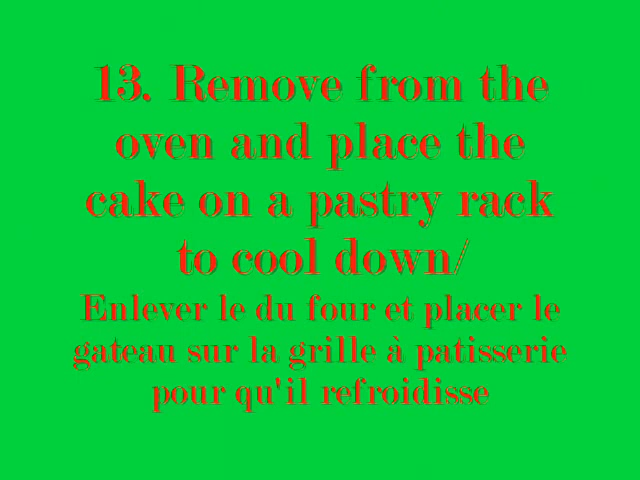 13. Remove from the
oven and place the
cake on a pastry rack
to cool down/
Enlever le du four et placer le
gateau sur la grille à patisserie
pour qu'il refroidisse